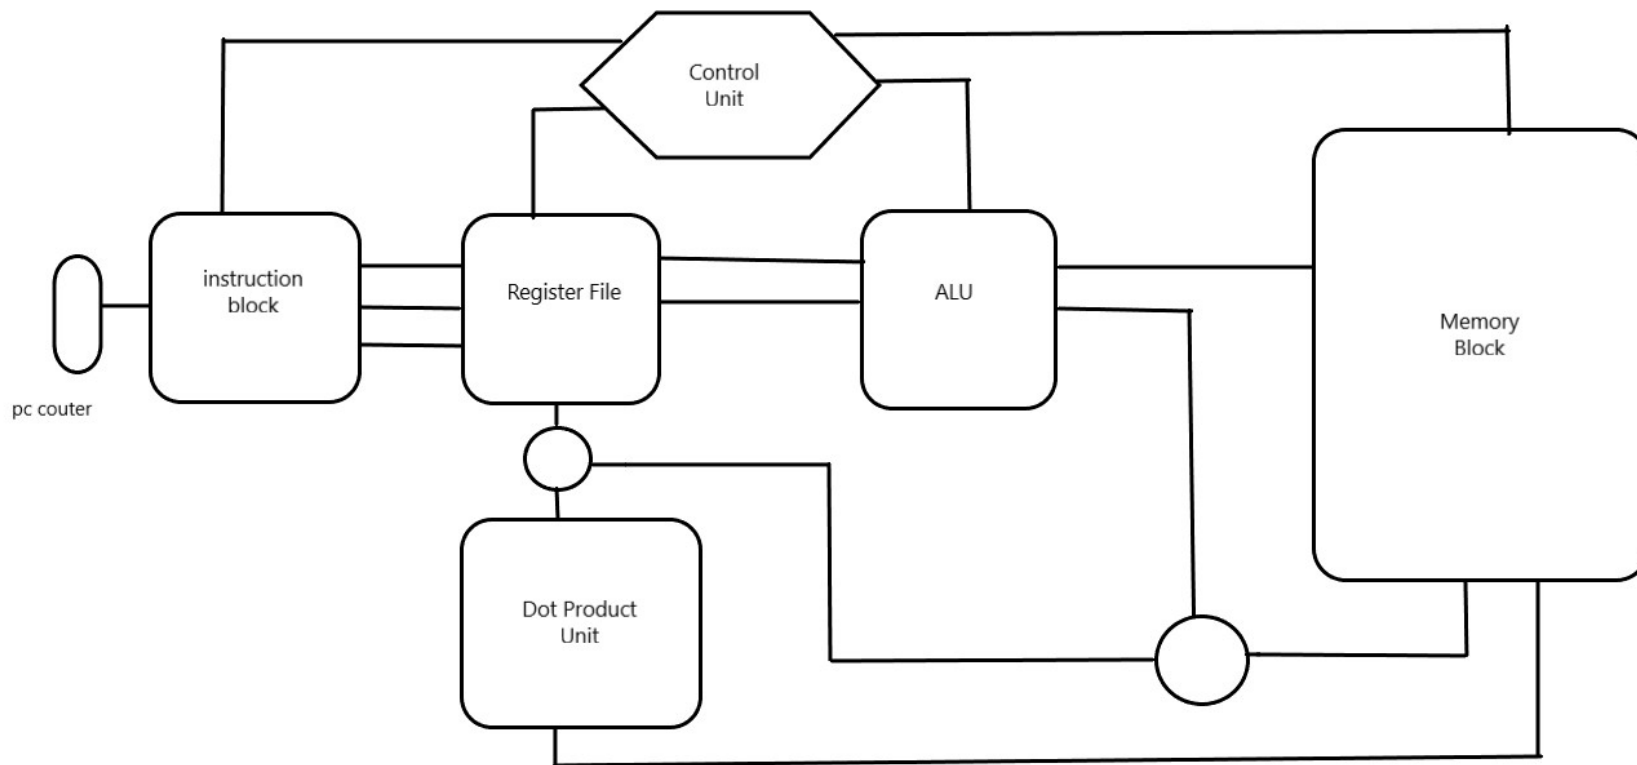 Control
Unit
instruction
block
Register File
ALU
Memory
Block
pc couter
Dot Product
Unit